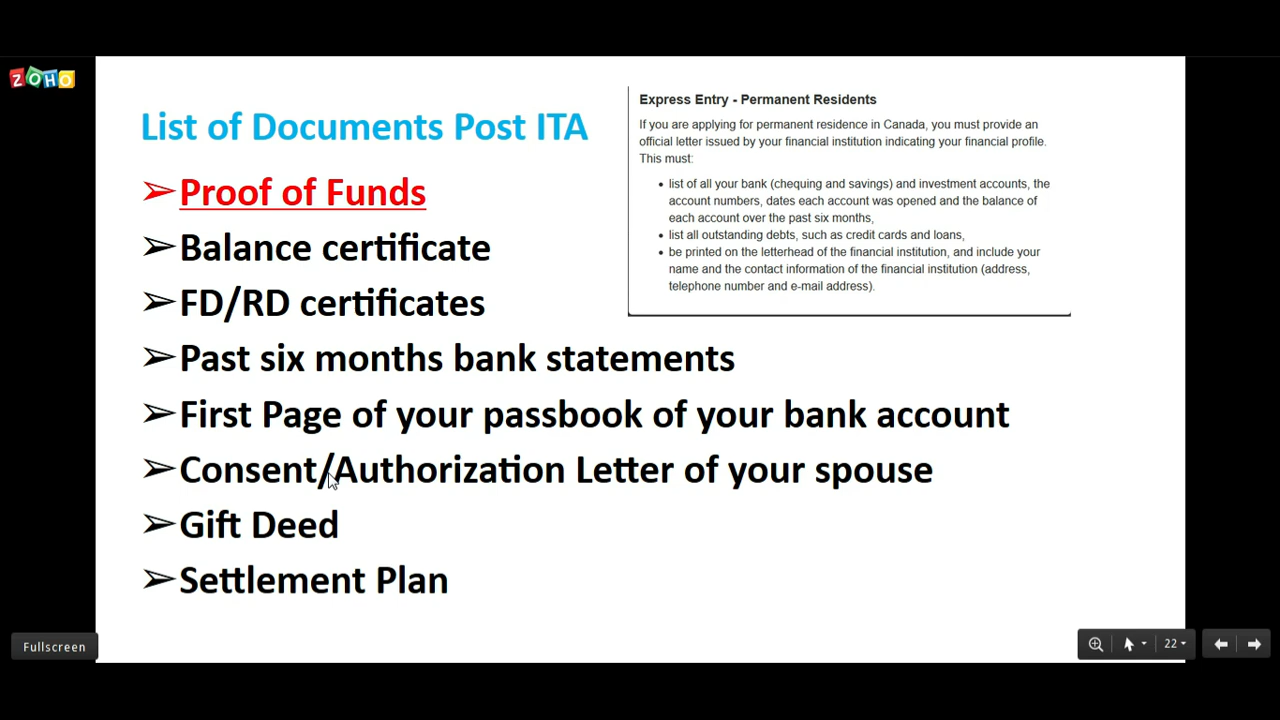 ZOHO
List of Documents Post ITA
➢Proof of Funds
➢Balance certificate
➢FD/RD certificates
➢Past six months bank statements
➢First Page of your passbook of your bank account
➢Consent/Authorization Letter of your spouse
➢Gift Deed
➢Settlement Plan
Express Entry - Permanent Residents
If you are applying for permanent residence in Canada, you must provide an
official letter issued by your financial institution indicating your financial profile.
This must:
• list of all your bank (chequing and savings) and investment accounts, the
account numbers, dates each account was opened and the balance of
each account over the past six months,
• list all outstanding debts, such as credit cards and loans,
• be printed on the letterhead of the financial institution, and include your
name and the contact information of the financial institution (address,
telephone number and e-mail address).
Fullscreen
22